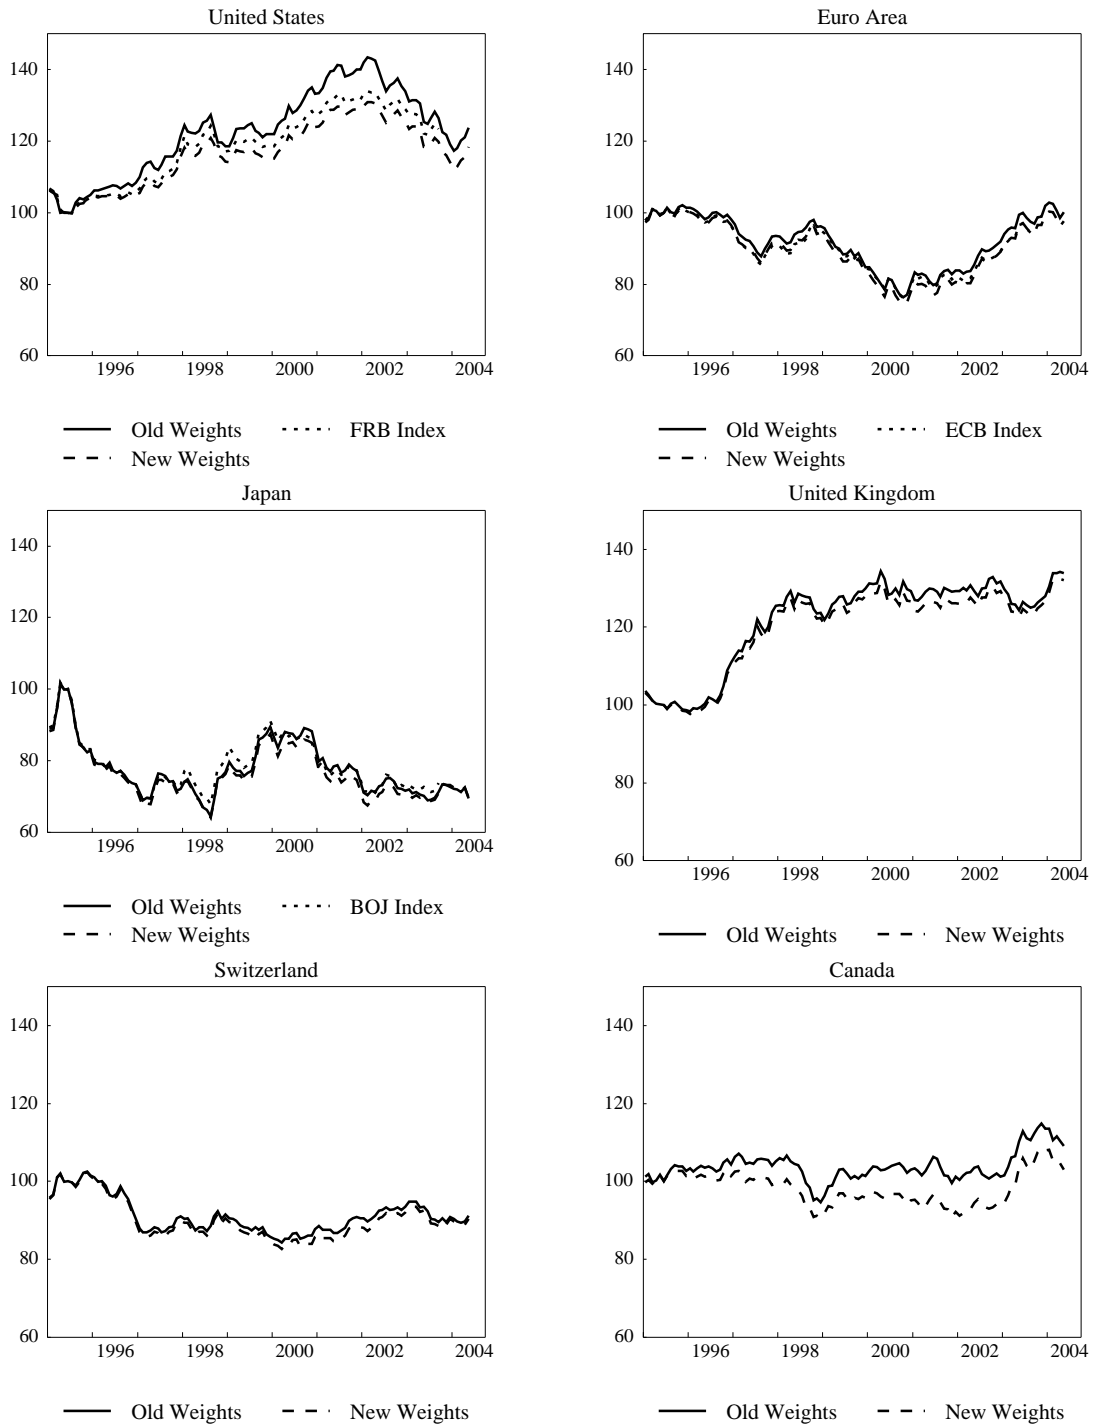 United States
140
120
100
80
60
1996 1998 2000 2002 2004
Old Weights FRB Index
New Weights
Euro Area
140
120
100
80
60
1996 1998 2000 2002 2004
Old Weights ECB Index
New Weights
Japan
140
120
100
80
60
1996 1998 2000 2002 2004
Old Weights BOJ Index
New Weights
United Kingdom
140
120
100
80
60
1996 1998 2000 2002 2004
Old Weights New Weights
Switzerland
140
120
100
80
60
1996 1998 2000 2002 2004
Old Weights New Weights
Canada
140
120
100
80
60
1996 1998 2000 2002 2004
Old Weights New Weights